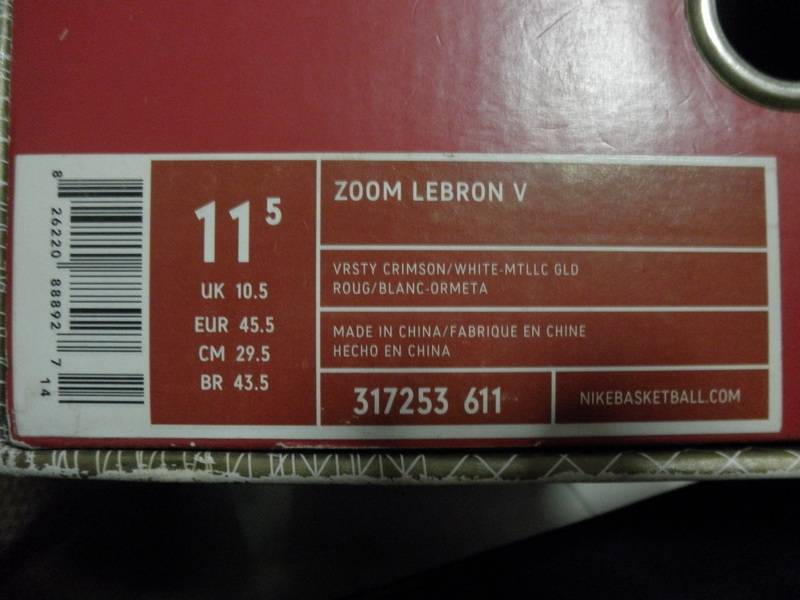 8 26220 88892 7
14
11 5
UK 10.5
EUR 45.5
CM 29.5
BR 43.5
ZOOM LEBRON V
VRSTY CRIMSON/WHITE-MTLLC GLD
ROUG/BLANC-ORMETA
MADE IN CHINA/FABRIQUE EN CHINE
HECHO EN CHINA
317253 611
NIKEBASKETBALL.COM